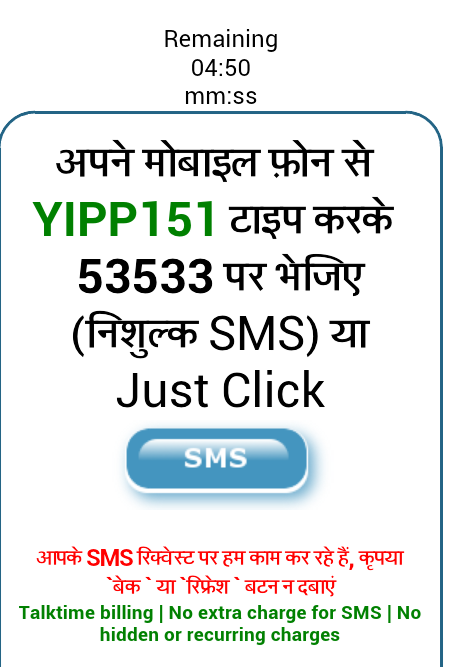 Remaining
04:50
mm:ss
अपने मोबाइल फ़ोन से
YIPP151 टाइप करके
53533 पर भेजिए
(निशुल्क SMS) या
Just Click
SMS
आपके SMS रिक्वेस्ट पर हम काम कर रहे हैं, कृपया
`बेक ` या `रिफ्रेश ` बटन न दबाएं
Talktime billing | No extra charge for SMS | No
hidden or recurring charges